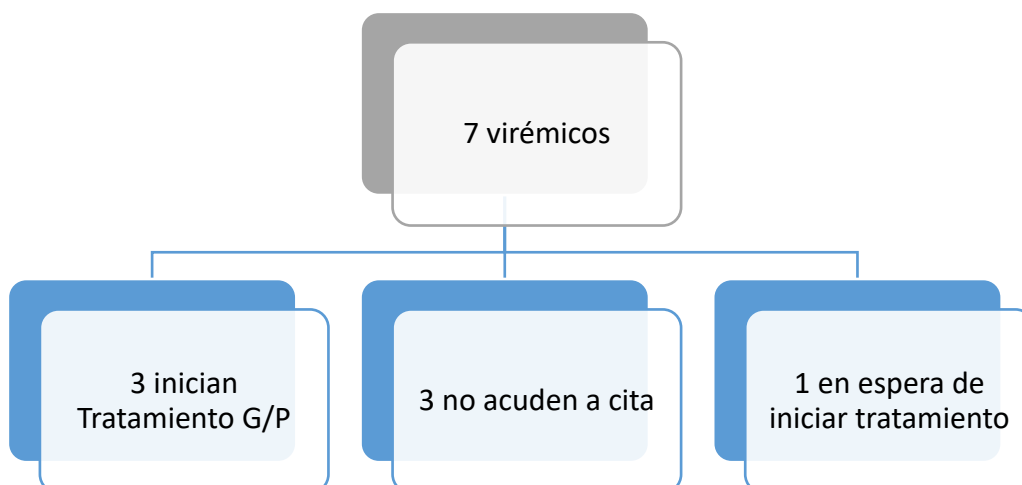 7 virémicos
3 inician
Tratamiento G/P
3 no acuden a cita
1 en espera de
iniciar tratamiento